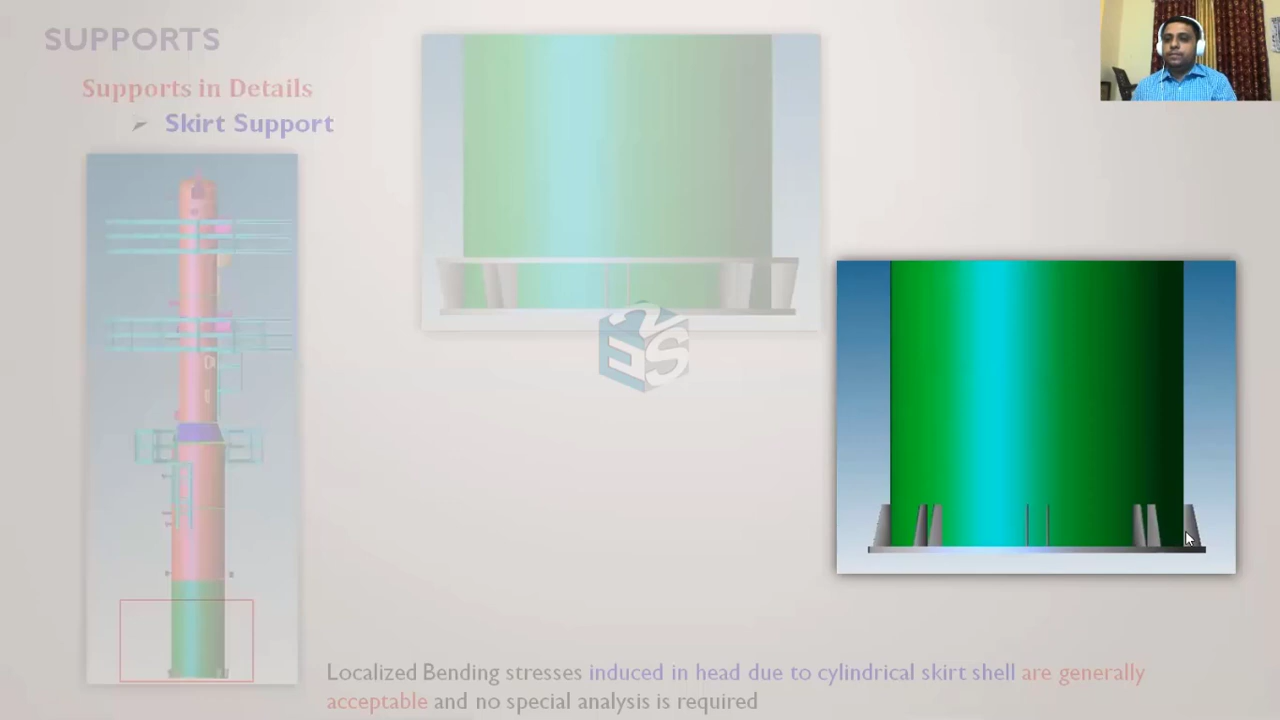 SUPPORTS
Supports in Details
Skirt Support
E2S
Localized Bending stresses induced in head due to cylindrical skirt shell are generally
acceptable and no special analysis is required